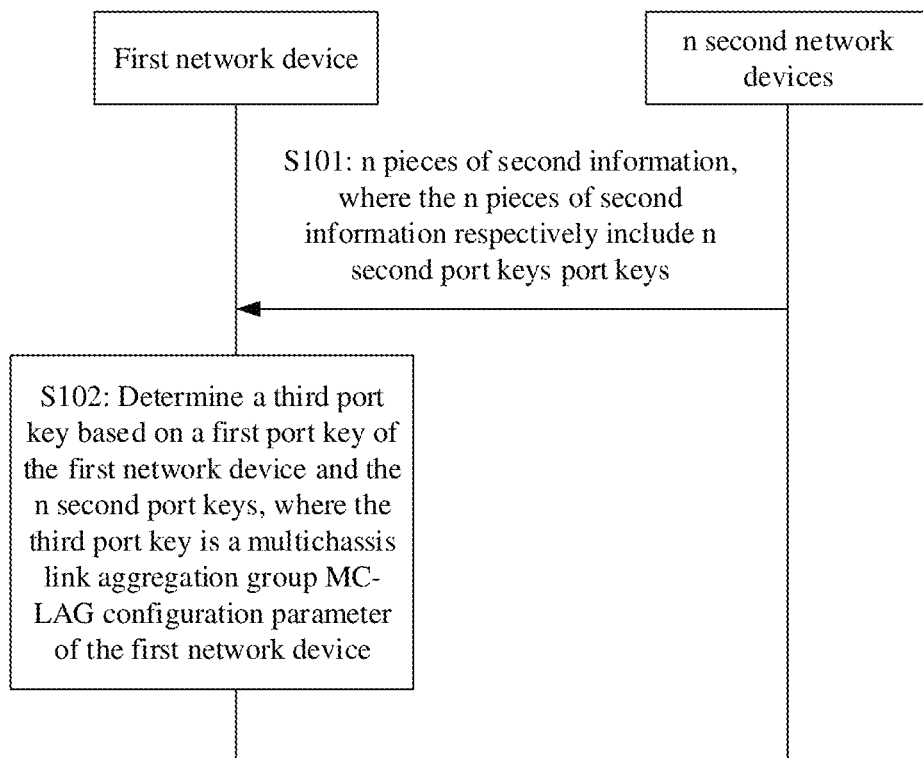 First network device
n second network
devices
S101: n pieces of second information,
where the n pieces of second
information respectively include n
second port keys port keys
S102: Determine a third port
key based on a first port key of
the first network device and the
n second port keys, where the
third port key is a multichassis
link aggregation group MC-
LAG configuration parameter
of the first network device